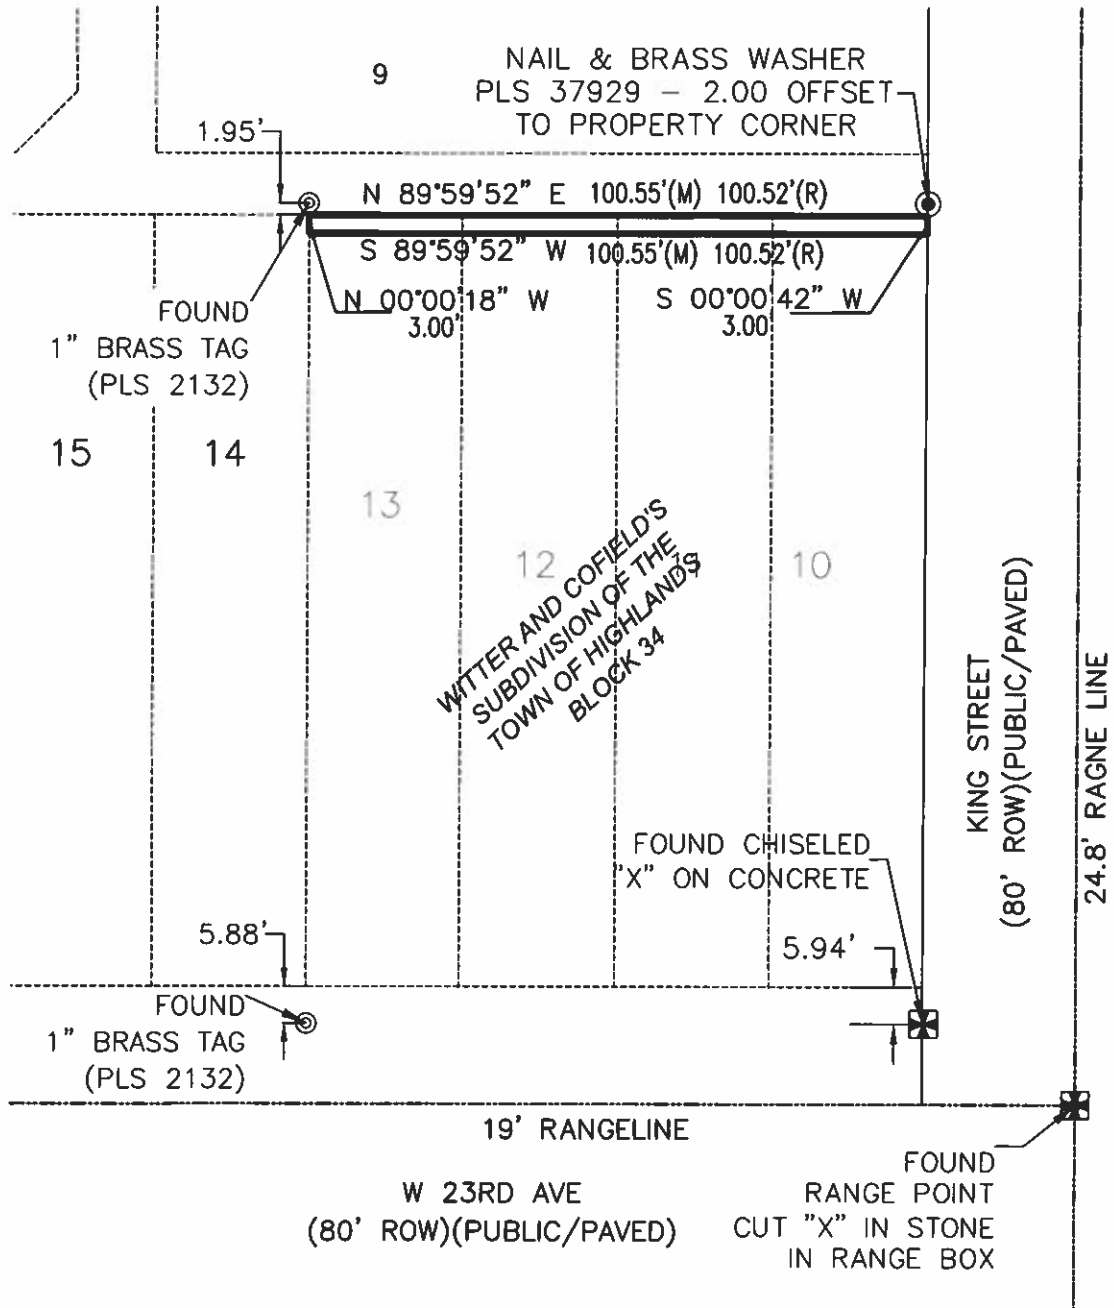 9
NAIL & BRASS WASHER
PLS 37929 – 2.00 OFFSET
TO PROPERTY CORNER
1.95'
N 89°59'52" E 100.55'(M) 100.52'(R)
S 89°59'52" W 100.55'(M) 100.52'(R)
N 00°00'18" W
3.00'
S 00°00'42" W
3.00'
FOUND
1" BRASS TAG
(PLS 2132)
15
14
13
12
10
WITTER AND COFIELD'S
SUBDIVISION OF THE
TOWN OF HIGHLANDS
BLOCK 34
KING STREET
(80' ROW)(PUBLIC/PAVED)
24.8' RAGNE LINE
FOUND CHISELED
"X" ON CONCRETE
5.88'
5.94'
FOUND
1" BRASS TAG
(PLS 2132)
19' RANGELINE
W 23RD AVE
(80' ROW)(PUBLIC/PAVED)
FOUND
RANGE POINT
CUT "X" IN STONE
IN RANGE BOX